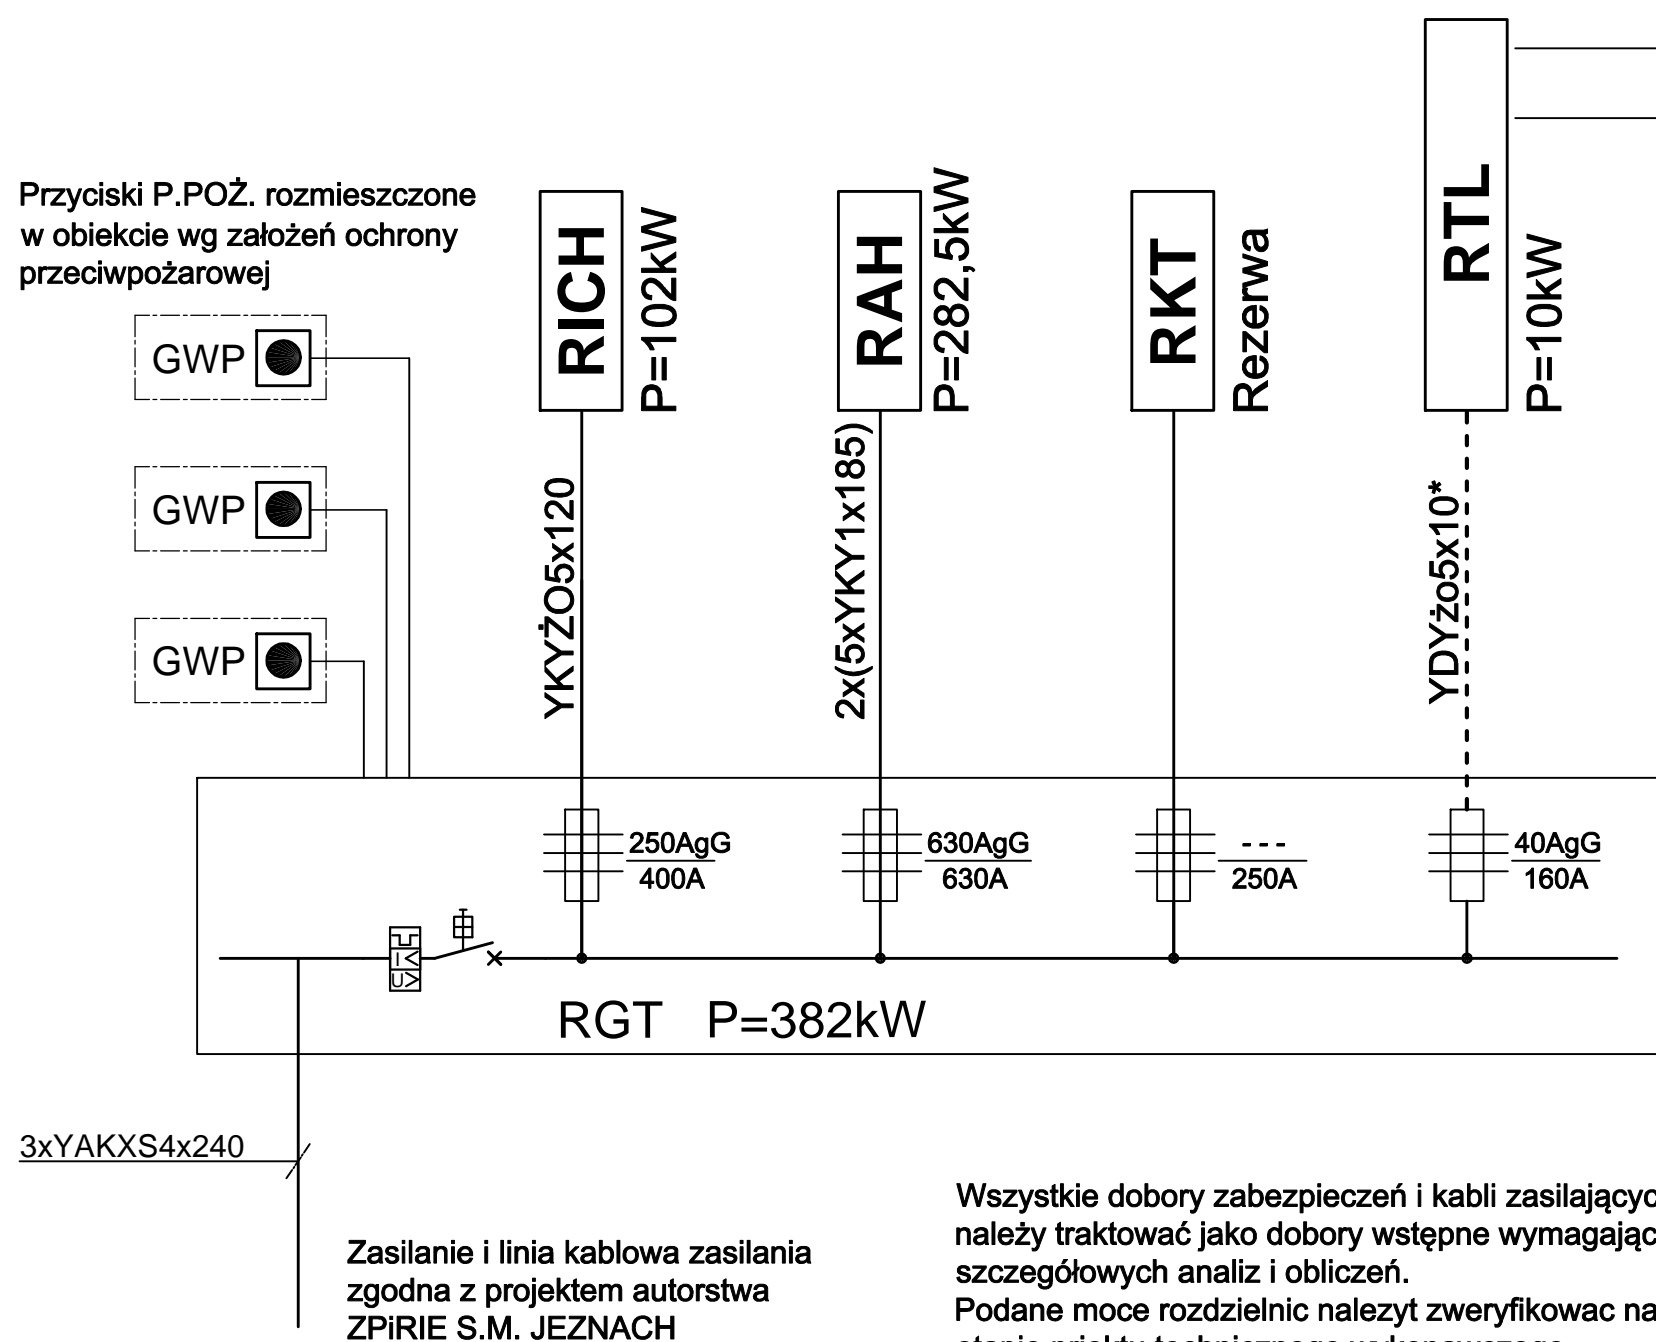 Przyciski P.POŻ. rozmieszczone
w obiekcie wg założeń ochrony
przeciwpożarowej
GWP
GWP
GWP
RICH
P=102kW
YKYŻO5x120
RAH
P=282,5kW
2x(5xYKY1x185)
RKT
Rezerwa
RTL
P=10kW
YDYżo5x10*
250AgG
400A
630AgG
630A
---
250A
40AgG
160A
I>
U>
RGT P=382kW
3xYAKXS4x240
Zasilanie i linia kablowa zasilania
zgodna z projektem autorstwa
ZPiRIE S.M. JEZNACH
Wszystkie dobory zabezpieczeń i kabli
należy traktować jako dobory wstępne
szczegółowych analiz i obliczeń.
Podane moce rozdzielnic nalezyt zweryfikowac na